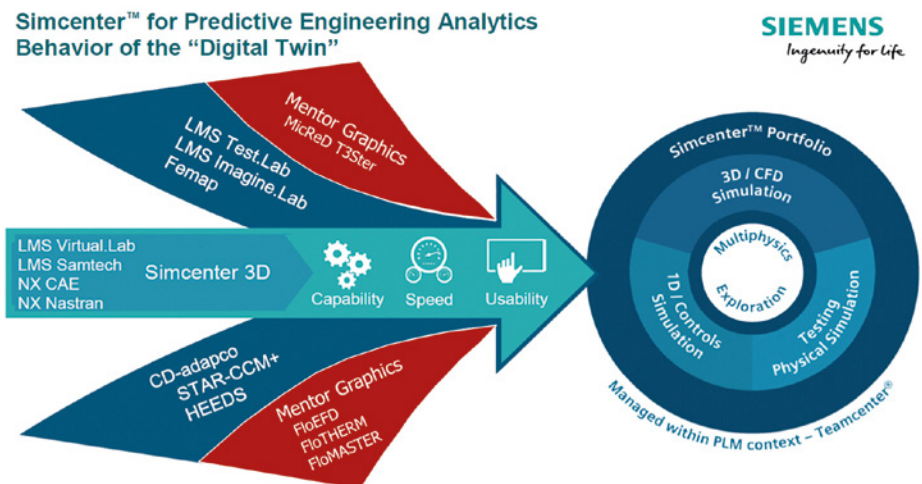 Simcenter™ for Predictive Engineering Analytics
Behavior of the “Digital Twin”
SIEMENS
Ingenuity for life
Mentor Graphics
MicReD T3Ster
LMS Test.Lab
LMS Imagine.Lab
Femap
LMS Virtual.Lab
LMS Samtech
NX CAE
NX Nastran
Simcenter 3D
Capability
Speed
Usability
CD-adapco
STAR-CCM+
HEEDS
Mentor Graphics
FloEFD
FloTHERM
FloMASTER
Simcenter™ Portfolio
3D / CFD
Simulation
Multiphysics
Exploration
1D / Controls
Simulation
Testing
Physical Simulation
Managed within PLM context – Teamcenter®